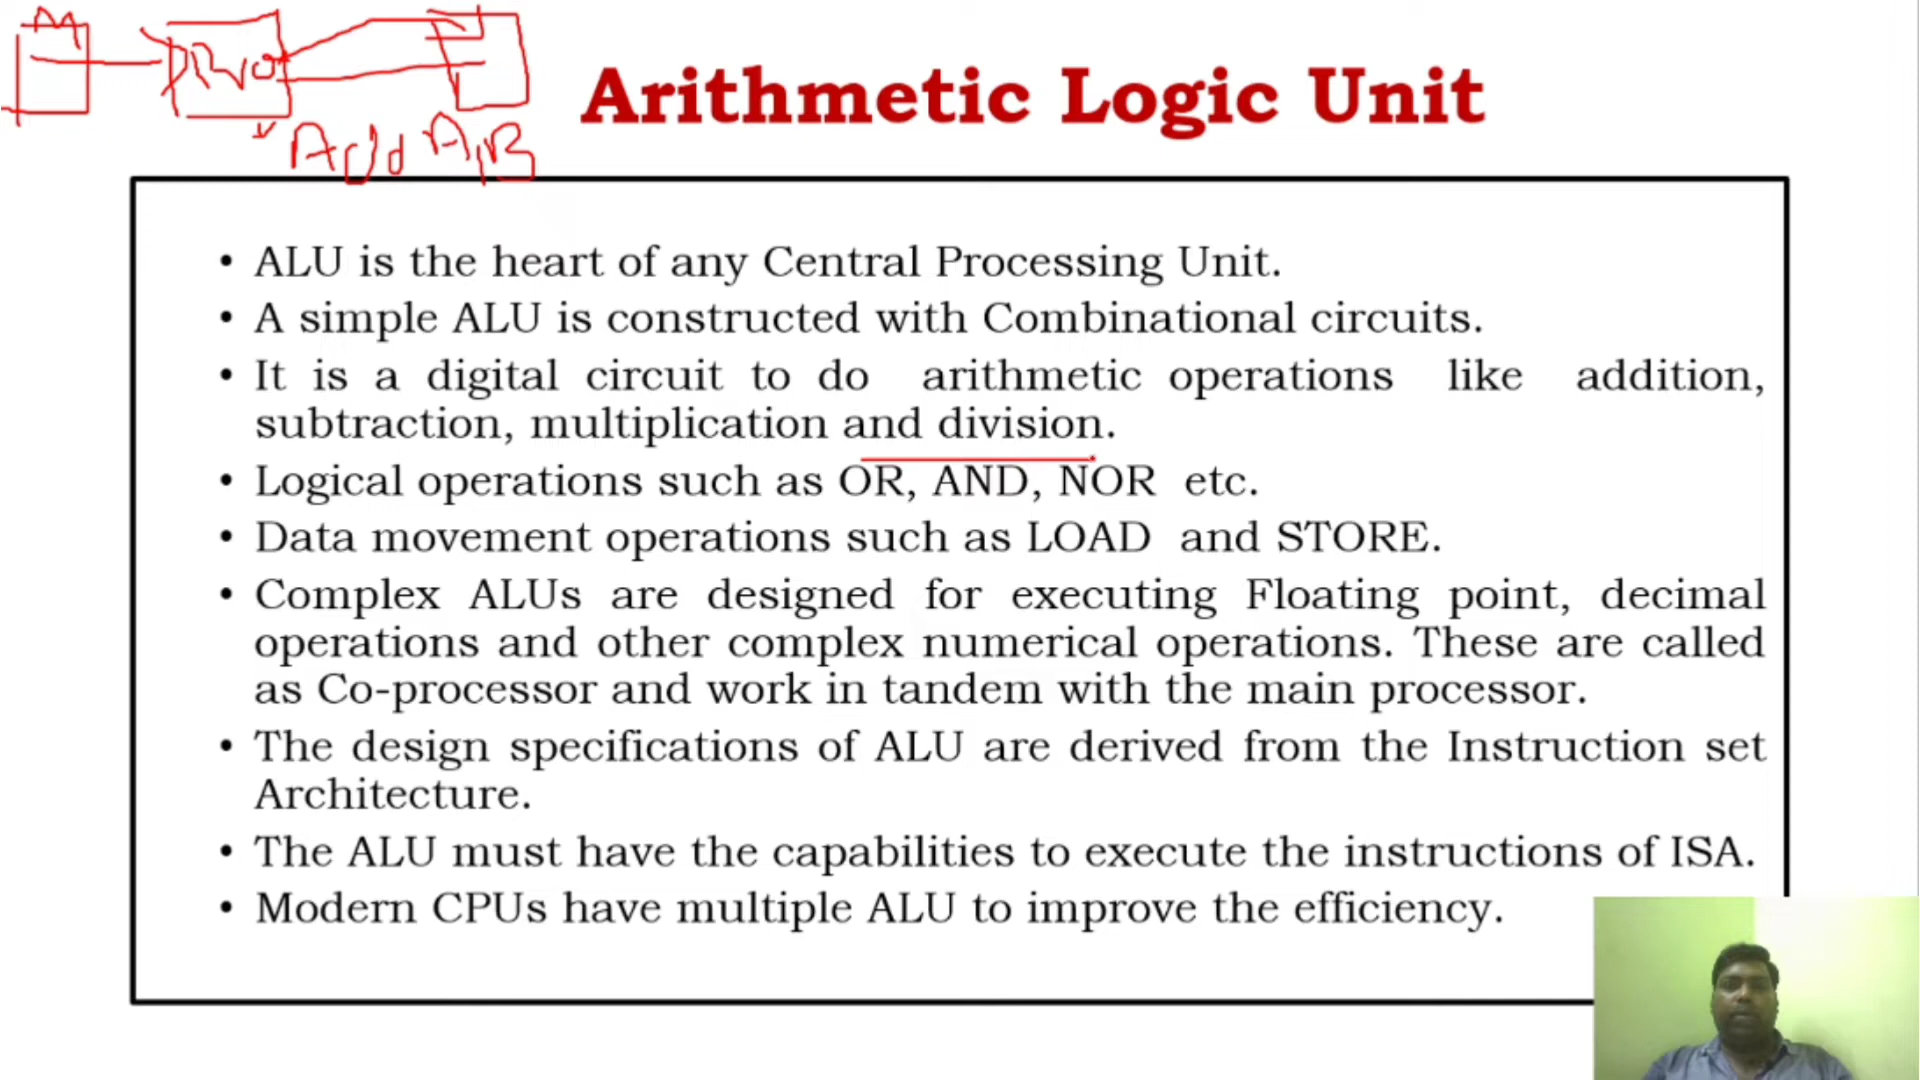 M
Add A,B
Arithmetic Logic Unit
• ALU is the heart of any Central Processing Unit.
• A simple ALU is constructed with Combinational circuits.
• It is a digital circuit to do arithmetic operations like addition,
subtraction, multiplication and division.
• Logical operations such as OR, AND, NOR etc.
• Data movement operations such as LOAD and STORE.
• Complex ALUs are designed for executing Floating point, decimal
operations and other complex numerical operations. These are called
as Co-processor and work in tandem with the main processor.
• The design specifications of ALU are derived from the Instruction set
Architecture.
• The ALU must have the capabilities to execute the instructions of ISA.
• Modern CPUs have multiple ALU to improve the efficiency.